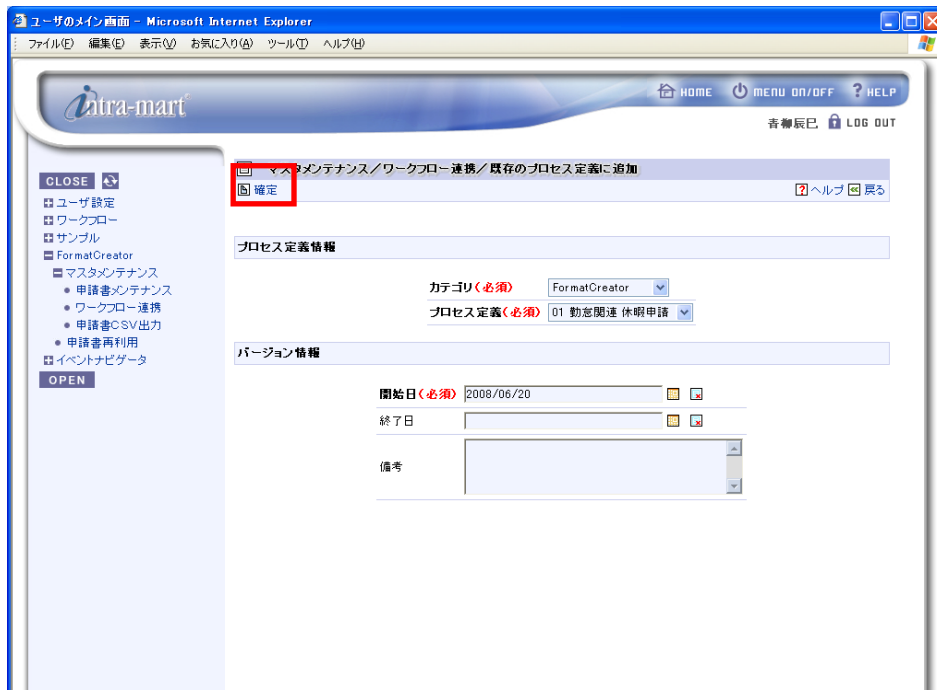 ユーザのメイン画面 - Microsoft Internet Explorer
ファイル(F) 編集(E) 表示(V) お気に入り(A) ツール(T) ヘルプ(H)
intra-mart
HOME MENU ON/OFF ? HELP
青柳辰巳 LOG OUT
マスタメンテナンス／ワークフロー連携／既存のプロセス定義に追加
確定 ?ヘルプ 戻る
CLOSE
ユーザ設定
ワークフロー
サンプル
FormatCreator
マスタメンテナンス
申請書メンテナンス
ワークフロー連携
申請書CSV出力
申請書再利用
イベントナビゲータ
OPEN
プロセス定義情報
カテゴリ(必須) FormatCreator
プロセス定義(必須) 01 勤怠関連 休暇申請
バージョン情報
開始日(必須) 2008/06/20
終了日
備考